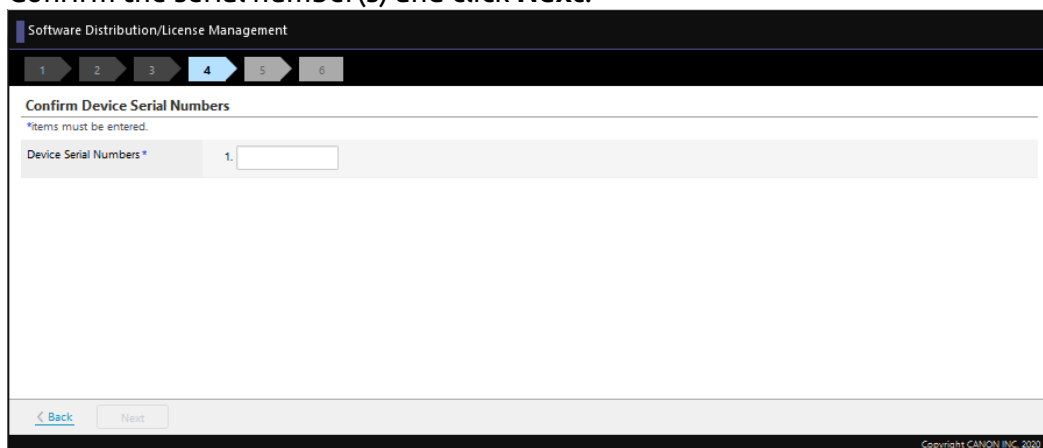 Confirm the serial number(s) and click Next.
Software Distribution/License Management
1 2 3 4 5 6
Confirm Device Serial Numbers
*items must be entered.
Device Serial Numbers * 1.
< Back Next
Copyright CANON INC. 2020